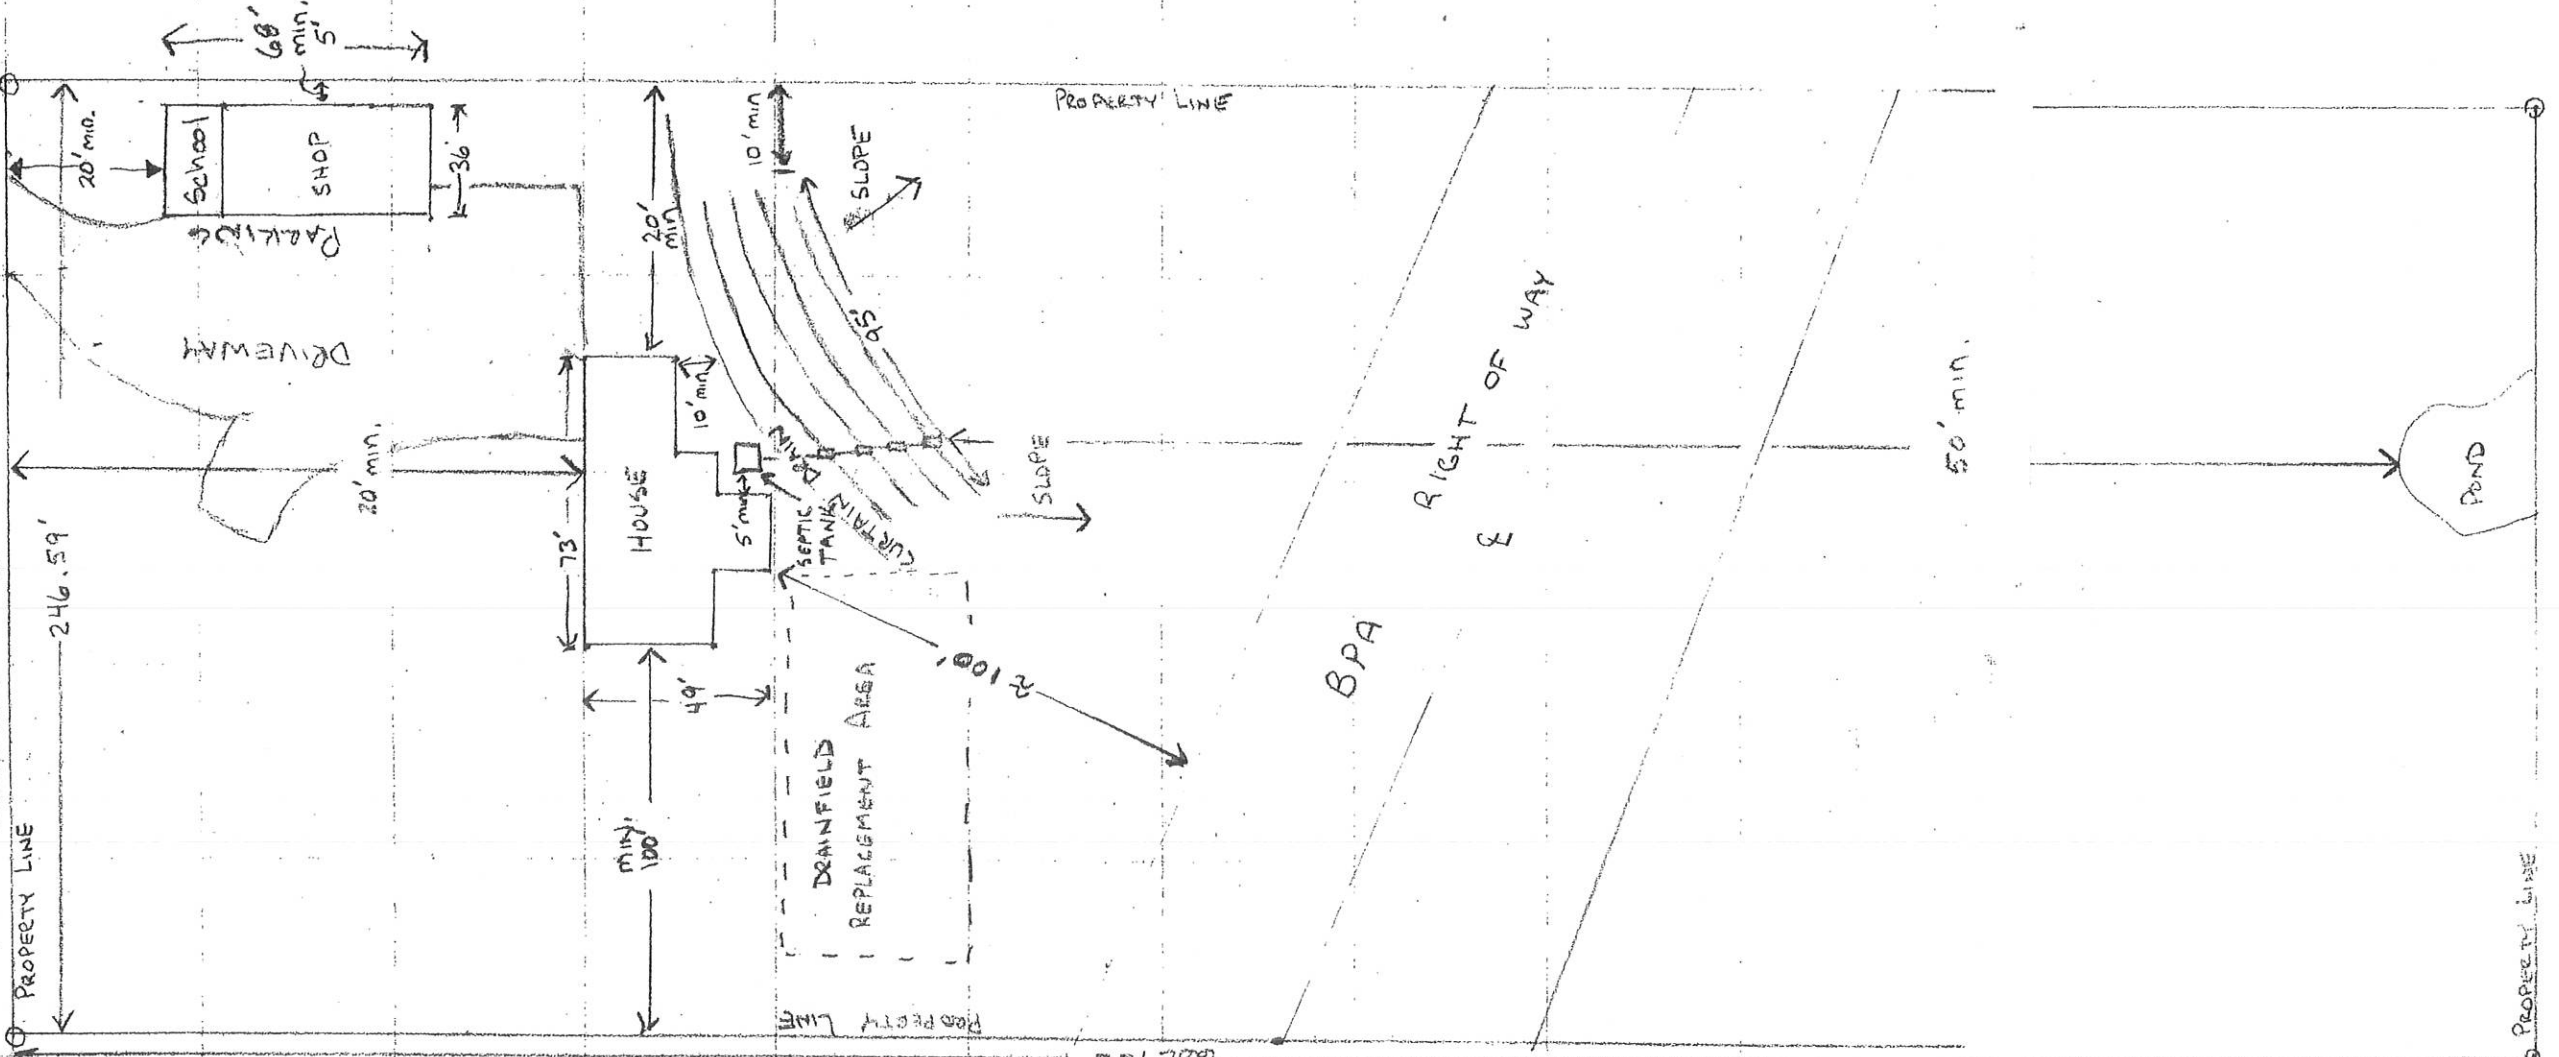 68'
min.
5'
20'min.
School
SHOP
36'
PARKING
DRIVEWAY
20' min.
246.59'
PROPERTY LINE
20'
min
10' min
SLOPE
PROPERTY LINE
95'
10' min
HOUSE
73'
5' min
SEPTIC
TANK
CURTAIN DRAIN
SLOPE
49'
min.
100'
DRAINFIELD
REPLACEMENT AREA
≈ 100'
BPA
RIGHT OF WAY
℄
50' min.
POND
PROPERTY LINE
PROPERTY LINE